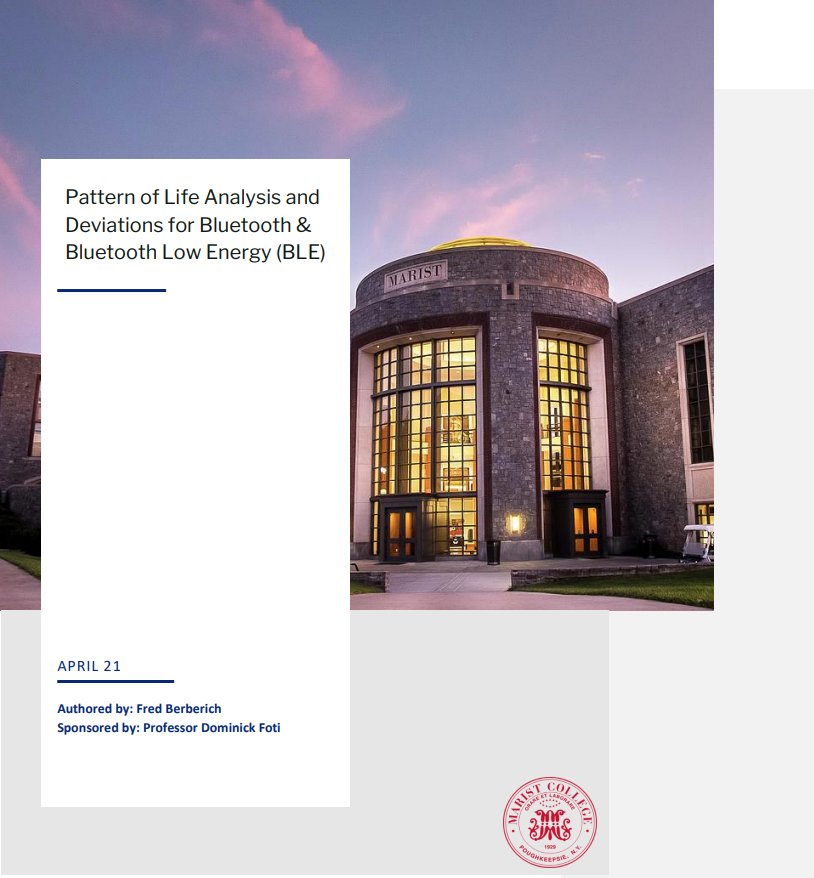 Pattern of Life Analysis and
Deviations for Bluetooth &
Bluetooth Low Energy (BLE)
MARIST
APRIL 21
Authored by: Fred Berberich
Sponsored by: Professor Dominick Foti
MARIST COLLEGE
ORARE ET LABORARE
1929
POUGHKEEPSIE, N.Y.